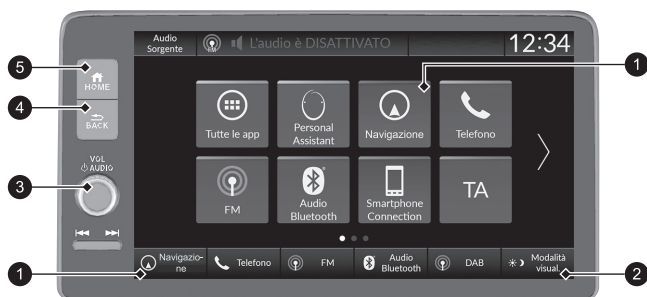 Audio
Sorgente
FM
L'audio è DISATTIVATO
12:34
1
5
HOME
4
BACK
Tutte le app
Personal
Assistant
Navigazione
Telefono
VOL
AUDIO
3
FM
Audio
Bluetooth
Smartphone
Connection
TA
1
Navigazio-
ne
Telefono
FM
Audio
Bluetooth
DAB
Modalità
visual.
2